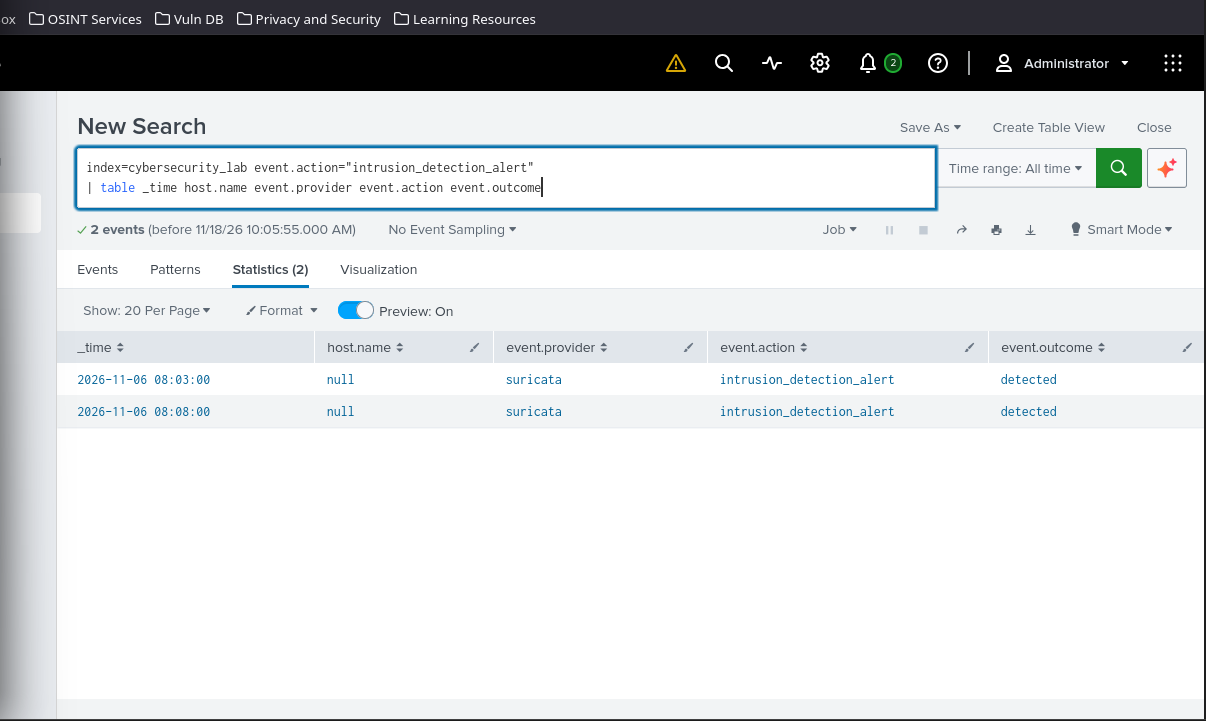 ox OSINT Services Vuln DB Privacy and Security Learning Resources
2 Administrator
New Search
Save As Create Table View Close
index=cybersecurity_lab event.action="intrusion_detection_alert"
| table _time host.name event.provider event.action event.outcome
Time range: All time
2 events (before 11/18/26 10:05:55.000 AM) No Event Sampling Job Smart Mode
Events Patterns Statistics (2) Visualization
Show: 20 Per Page Format Preview: On
_time host.name event.provider event.action event.outcome
2026-11-06 08:03:00 null suricata intrusion_detection_alert detected
2026-11-06 08:08:00 null suricata intrusion_detection_alert detected